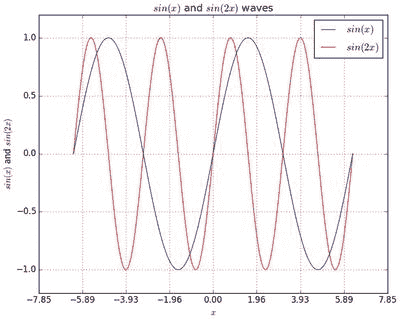 sin(x) and sin(2x) waves
sin(x)
sin(2x)
sin(x) and sin(2x)
1.0
0.5
0.0
−0.5
−1.0
−7.85 −5.89 −3.93 −1.96 0.00 1.96 3.93 5.89 7.85
x